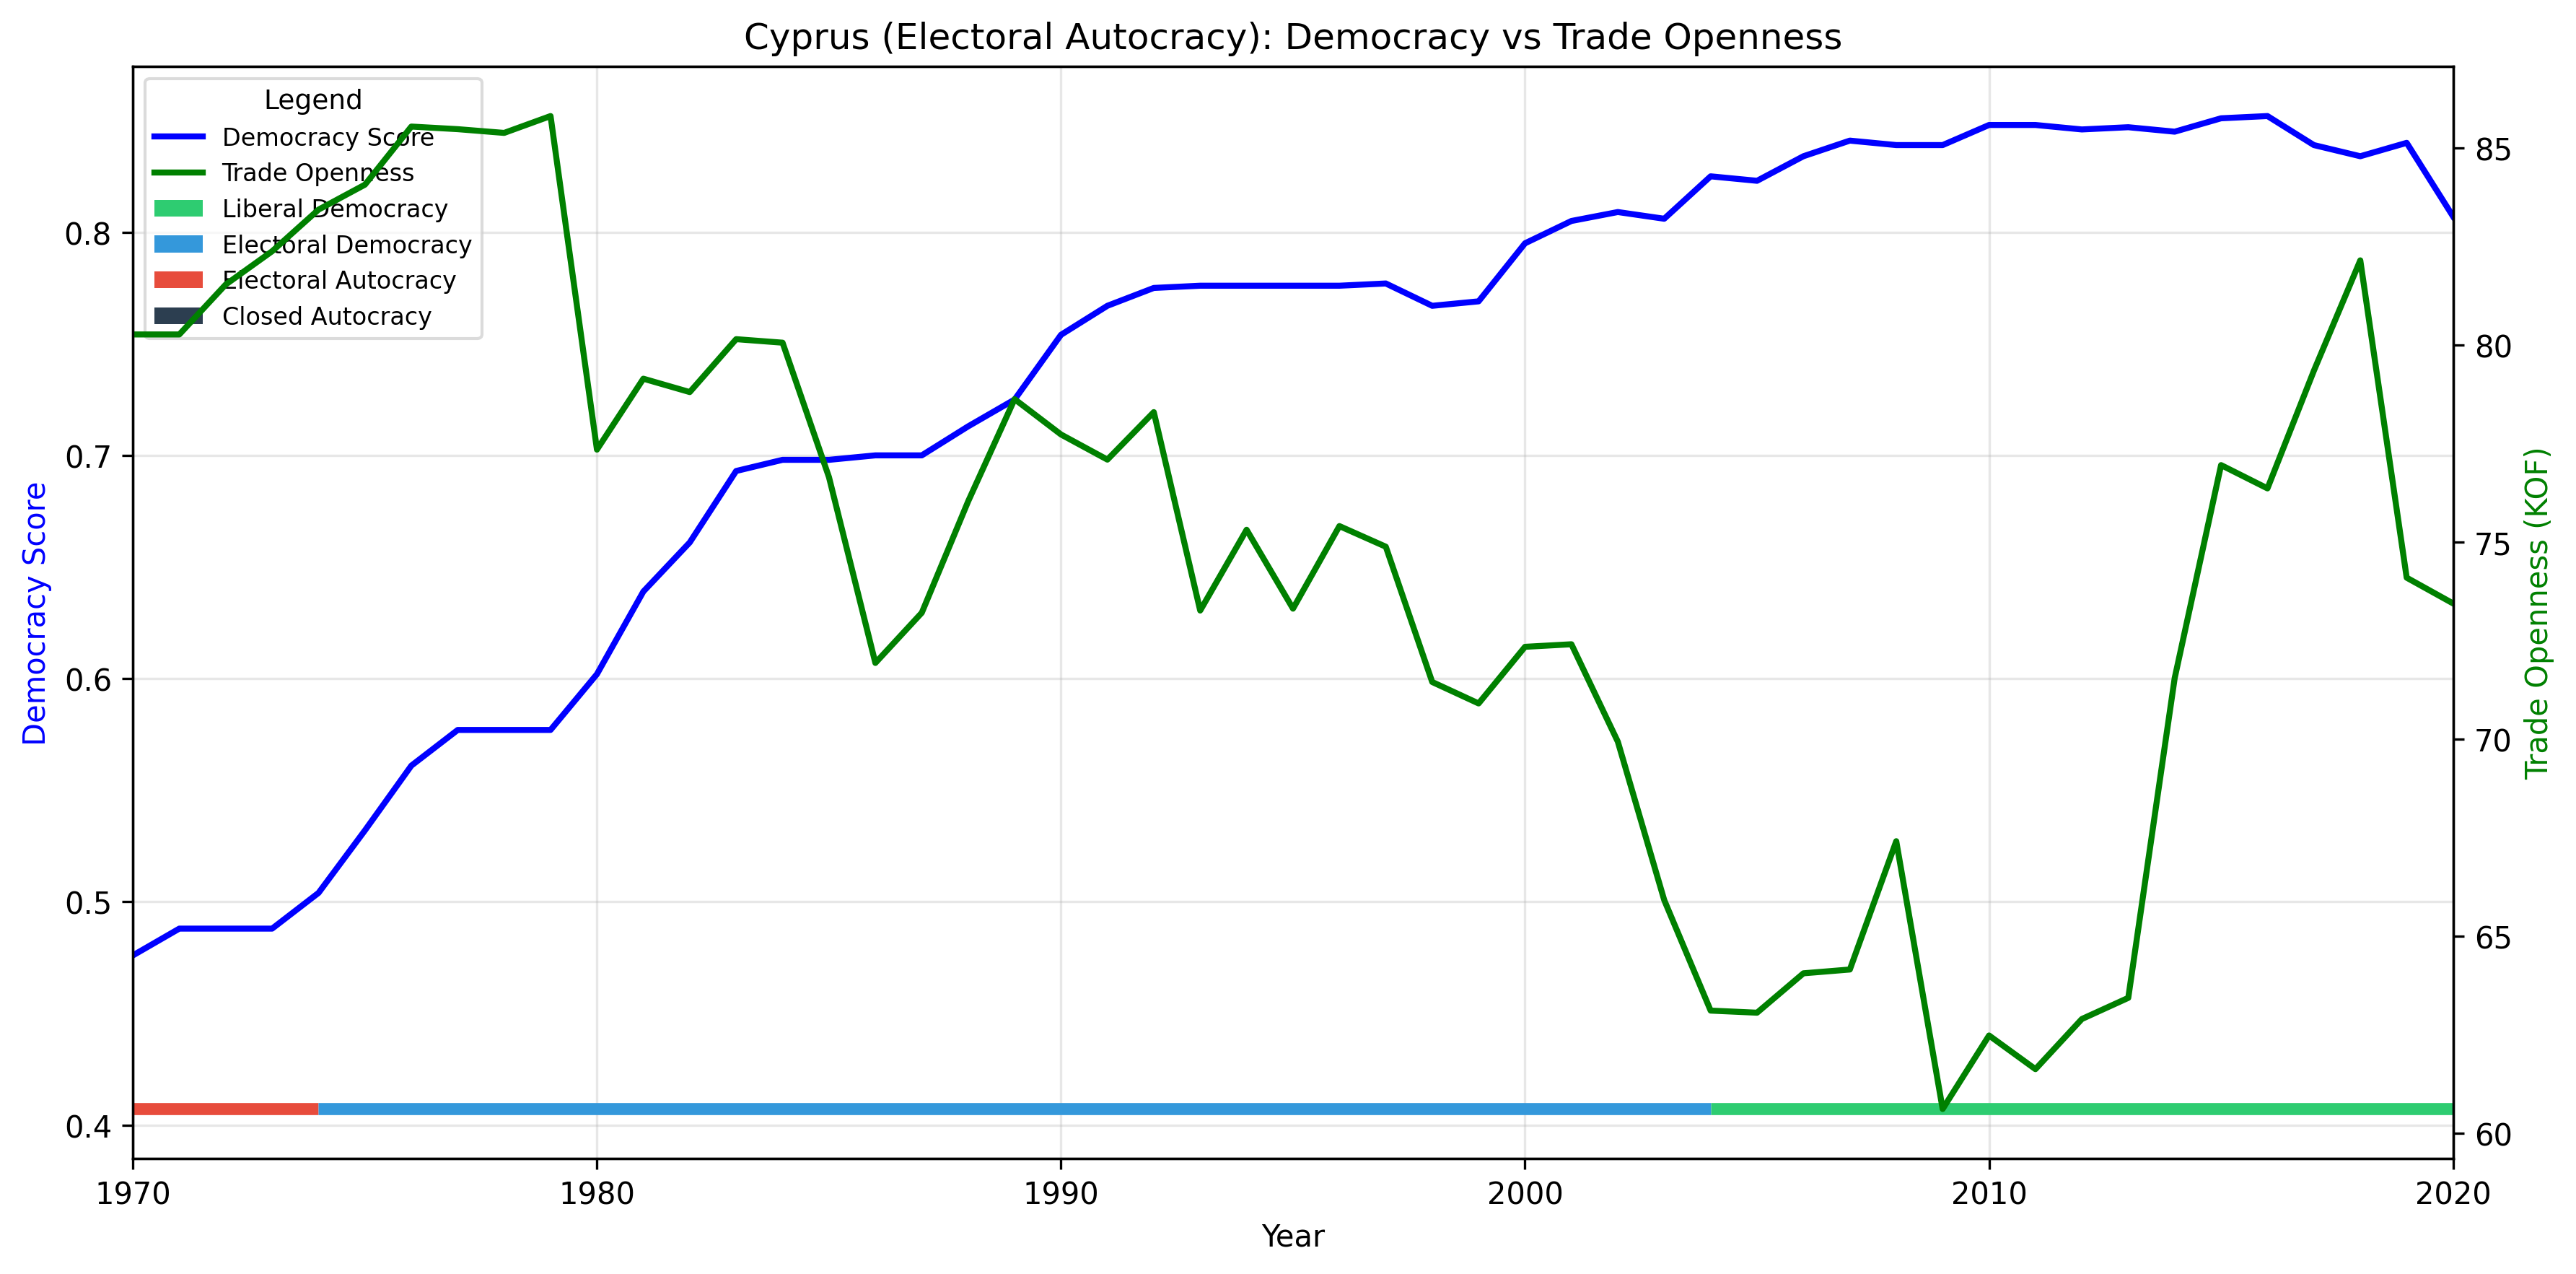 Cyprus (Electoral Autocracy): Democracy vs Trade Openness
Legend
Democracy Score
Trade Openness
Liberal Democracy
Electoral Democracy
Electoral Autocracy
Closed Autocracy
0.8
0.7
0.6
0.5
0.4
Democracy Score
85
80
75
70
65
60
Trade Openness (KOF)
1970
1980
1990
2000
2010
2020
Year